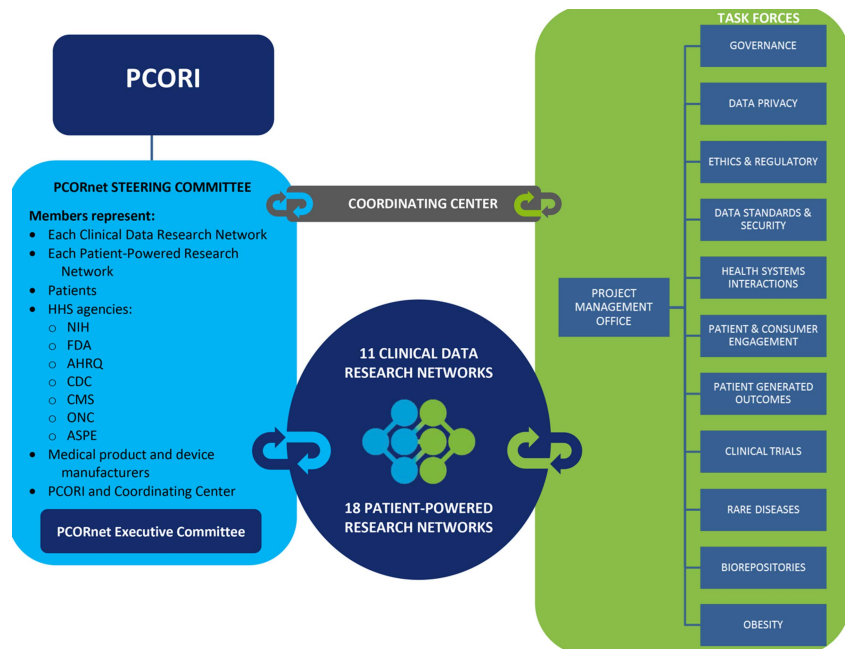 PCORI
PCORnet STEERING COMMITTEE
Members represent:
• Each Clinical Data Research Network
• Each Patient-Powered Research
Network
• Patients
• HHS agencies:
o NIH
o FDA
o AHRQ
o CDC
o CMS
o ONC
o ASPE
• Medical product and device
manufacturers
• PCORI and Coordinating Center
PCORnet Executive Committee
COORDINATING CENTER
11 CLINICAL DATA
RESEARCH NETWORKS
18 PATIENT-POWERED
RESEARCH NETWORKS
TASK FORCES
PROJECT
MANAGEMENT
OFFICE
GOVERNANCE
DATA PRIVACY
ETHICS & REGULATORY
DATA STANDARDS &
SECURITY
HEALTH SYSTEMS
INTERACTIONS
PATIENT & CONSUMER
ENGAGEMENT
PATIENT GENERATED
OUTCOMES
CLINICAL TRIALS
RARE DISEASES
BIOREPOSITORIES
OBESITY